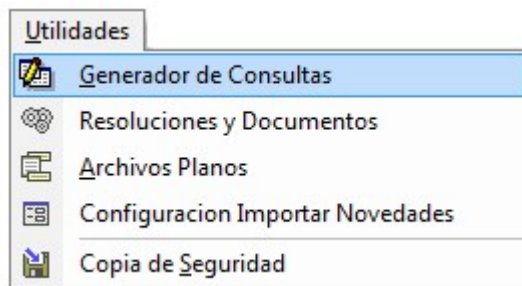 Utilidades
Generador de Consultas
Resoluciones y Documentos
Archivos Planos
Configuracion Importar Novedades
Copia de Seguridad